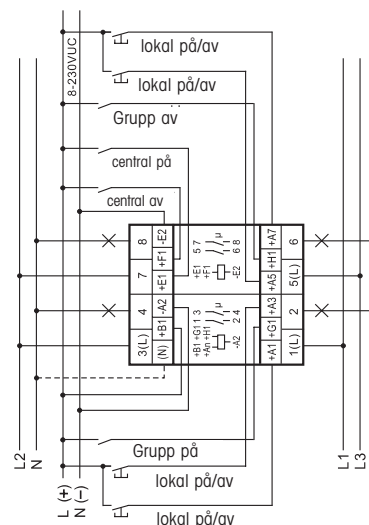 lokal på/av
lokal på/av
8-230VUC
Grupp av
central på
central av
8
7
4
3(L)
-E2
+F1
+E1
-A2
+B1
(N)
5 7
µ
6 8
+E1
+F1
-E2
+B1 +G1 1 3
+An +H1
µ
2 4
-A2
+A7
+H1
+A5
+A3
+G1
+A1
6
5(L)
2
1(L)
Grupp på
lokal på/av
lokal på/av
L2
N
L (+)
N (−)
L1
L3